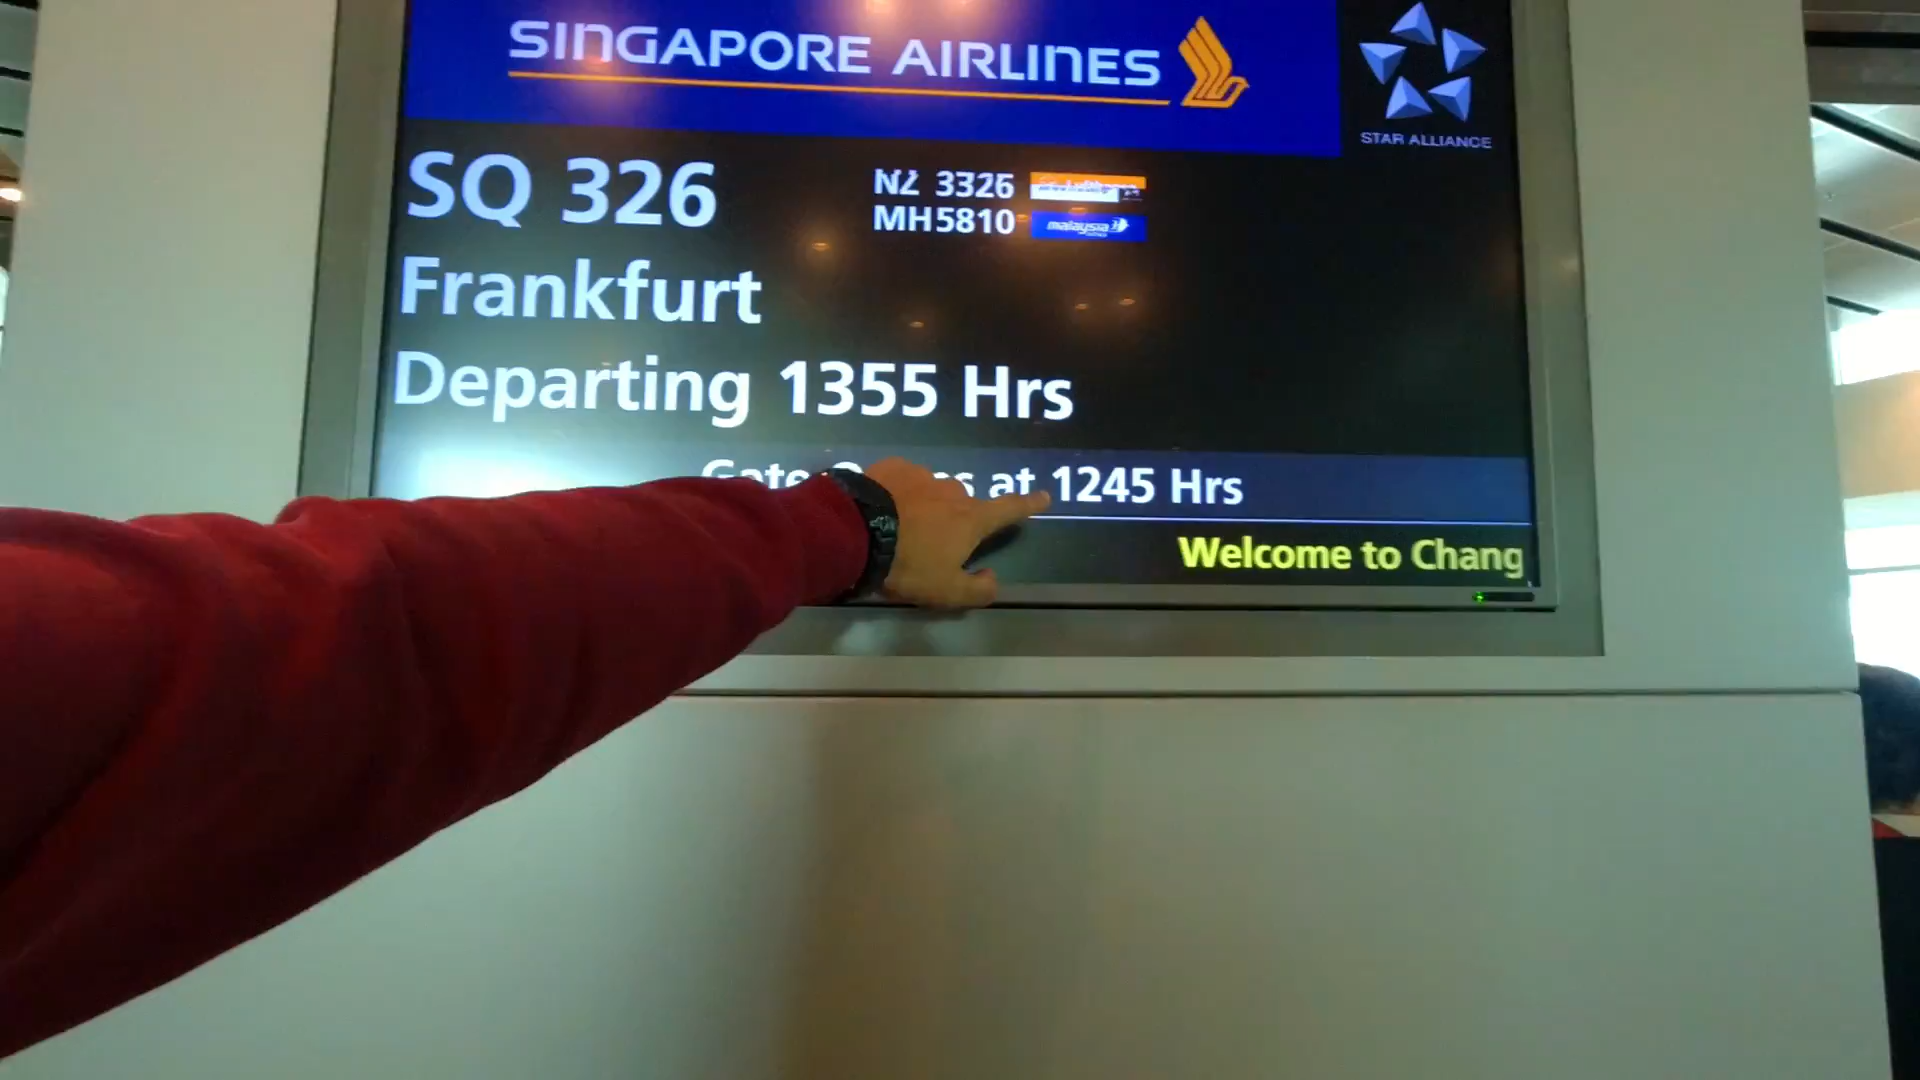 SINGAPORE AIRLINES
STAR ALLIANCE
SQ 326
NZ 3326
MH5810 malaysia
Frankfurt
Departing 1355 Hrs
Gate at 1245 Hrs
Welcome to Chang